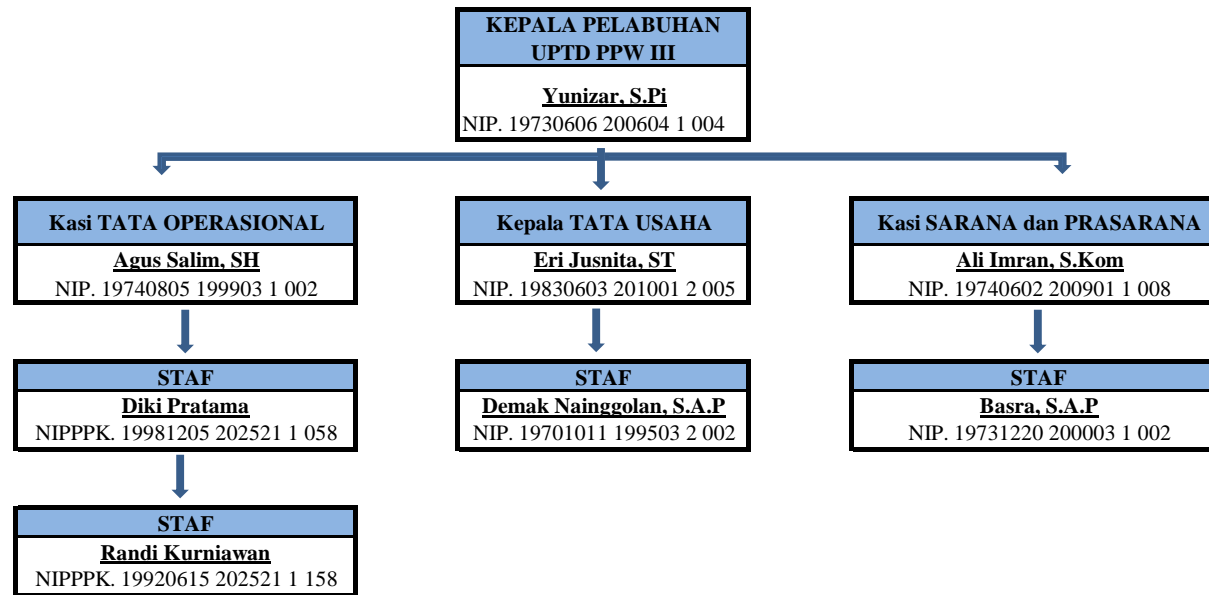 KEPALA PELABUHAN
UPTD PPW III
Yunizar, S.Pi
NIP. 19730606 200604 1 004
Kasi TATA OPERASIONAL
Agus Salim, SH
NIP. 19740805 199903 1 002
Kepala TATA USAHA
Eri Jusnita, ST
NIP. 19830603 201001 2 005
Kasi SARANA dan PRASARANA
Ali Imran, S.Kom
NIP. 19740602 200901 1 008
STAF
Diki Pratama
NIPPPK. 19981205 202521 1 058
STAF
Demak Nainggolan, S.A.P
NIP. 19701011 199503 2 002
STAF
Basra, S.A.P
NIP. 19731220 200003 1 002
STAF
Randi Kurniawan
NIPPPK. 19920615 202521 1 158